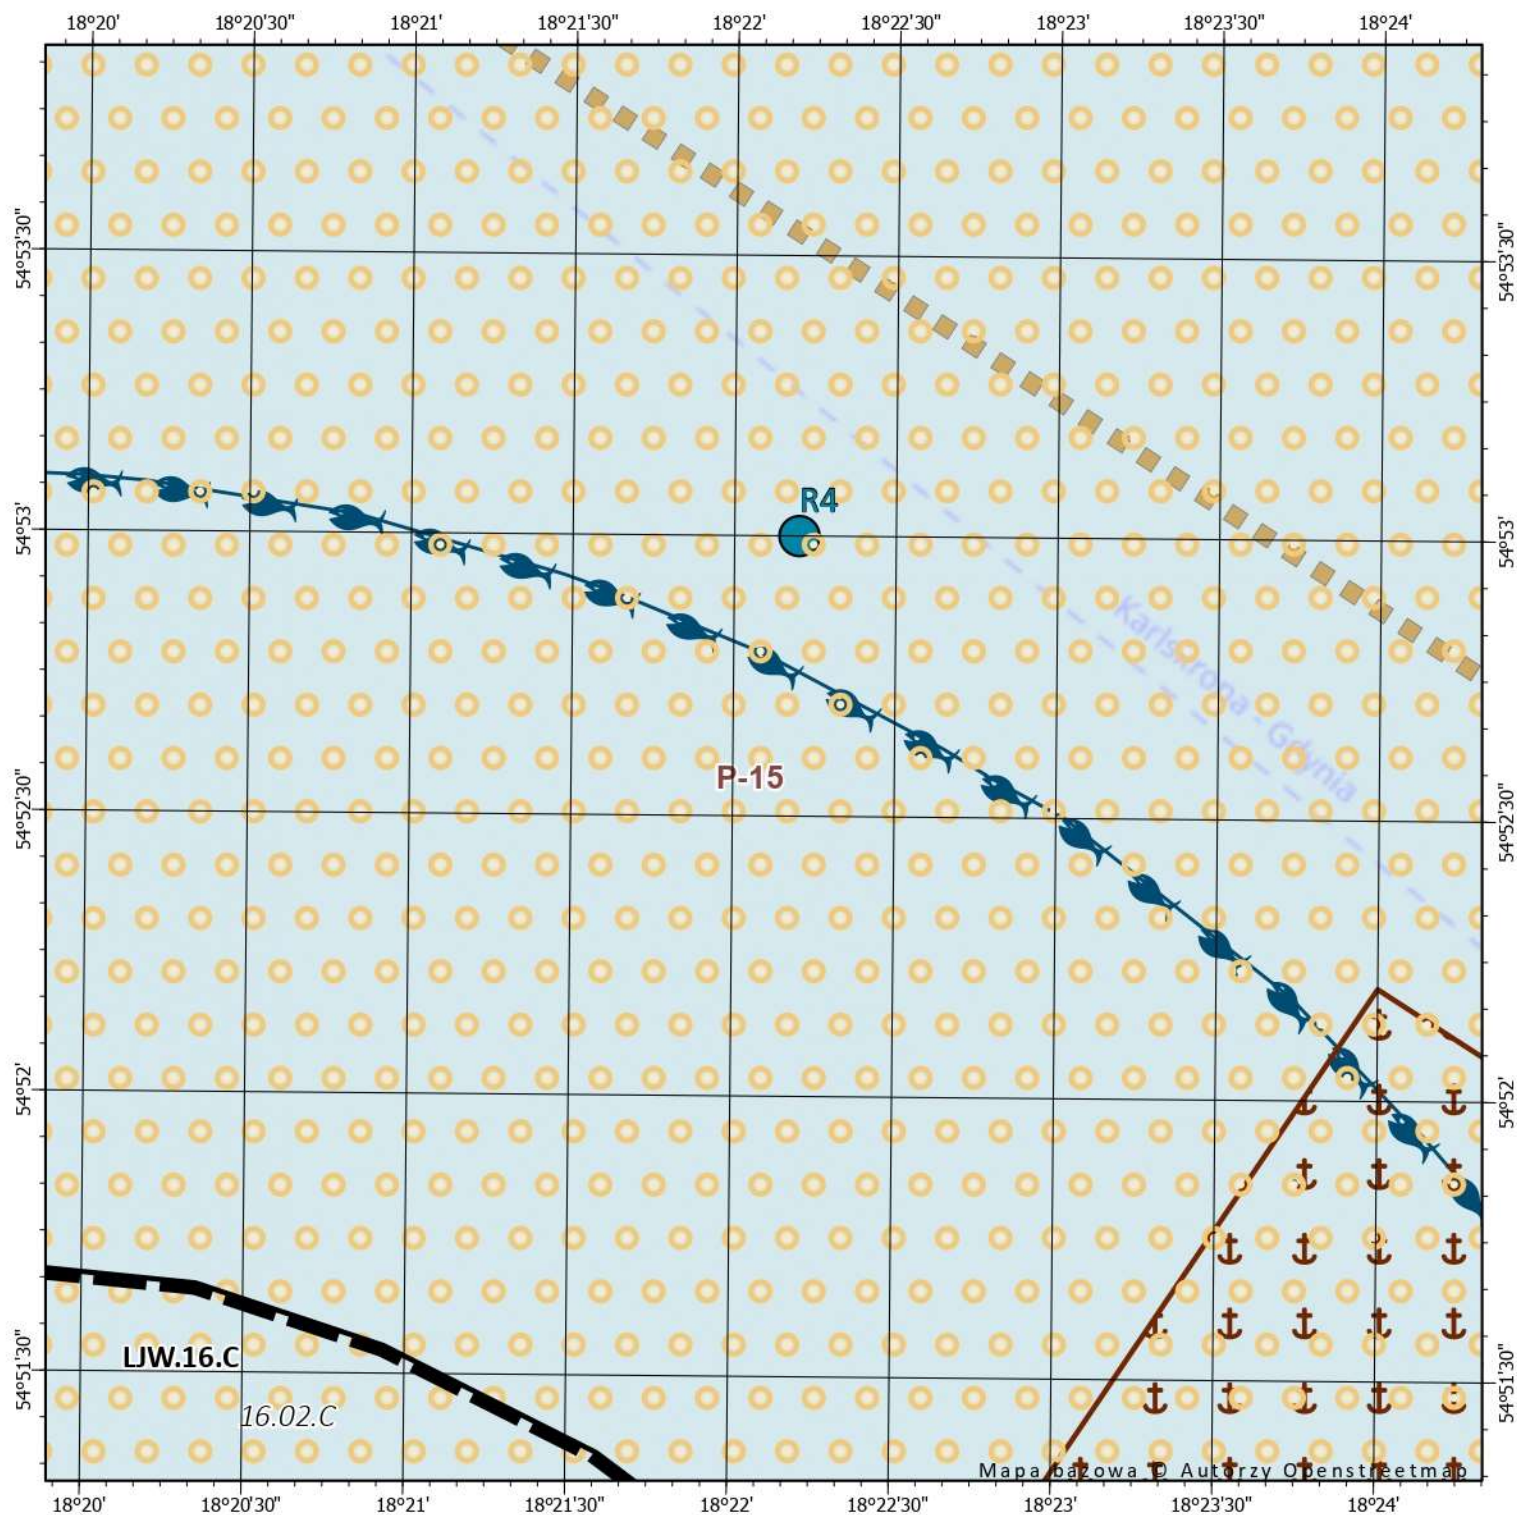 18°20' 18°20'30" 18°21' 18°21'30" 18°22' 18°22'30" 18°23' 18°23'30" 18°24'
54°53'30" 54°53'30"
R4
54°53' 54°53'
Karlskrona - Gdynia
P-15
54°52'30" 54°52'30"
54°52' 54°52'
LJW.16.C
54°51'30" 54°51'30"
16.02.C
Mapa bazowa © Autorzy Openstreetmap
18°20' 18°20'30" 18°21' 18°21'30" 18°22' 18°22'30" 18°23' 18°23'30" 18°24'